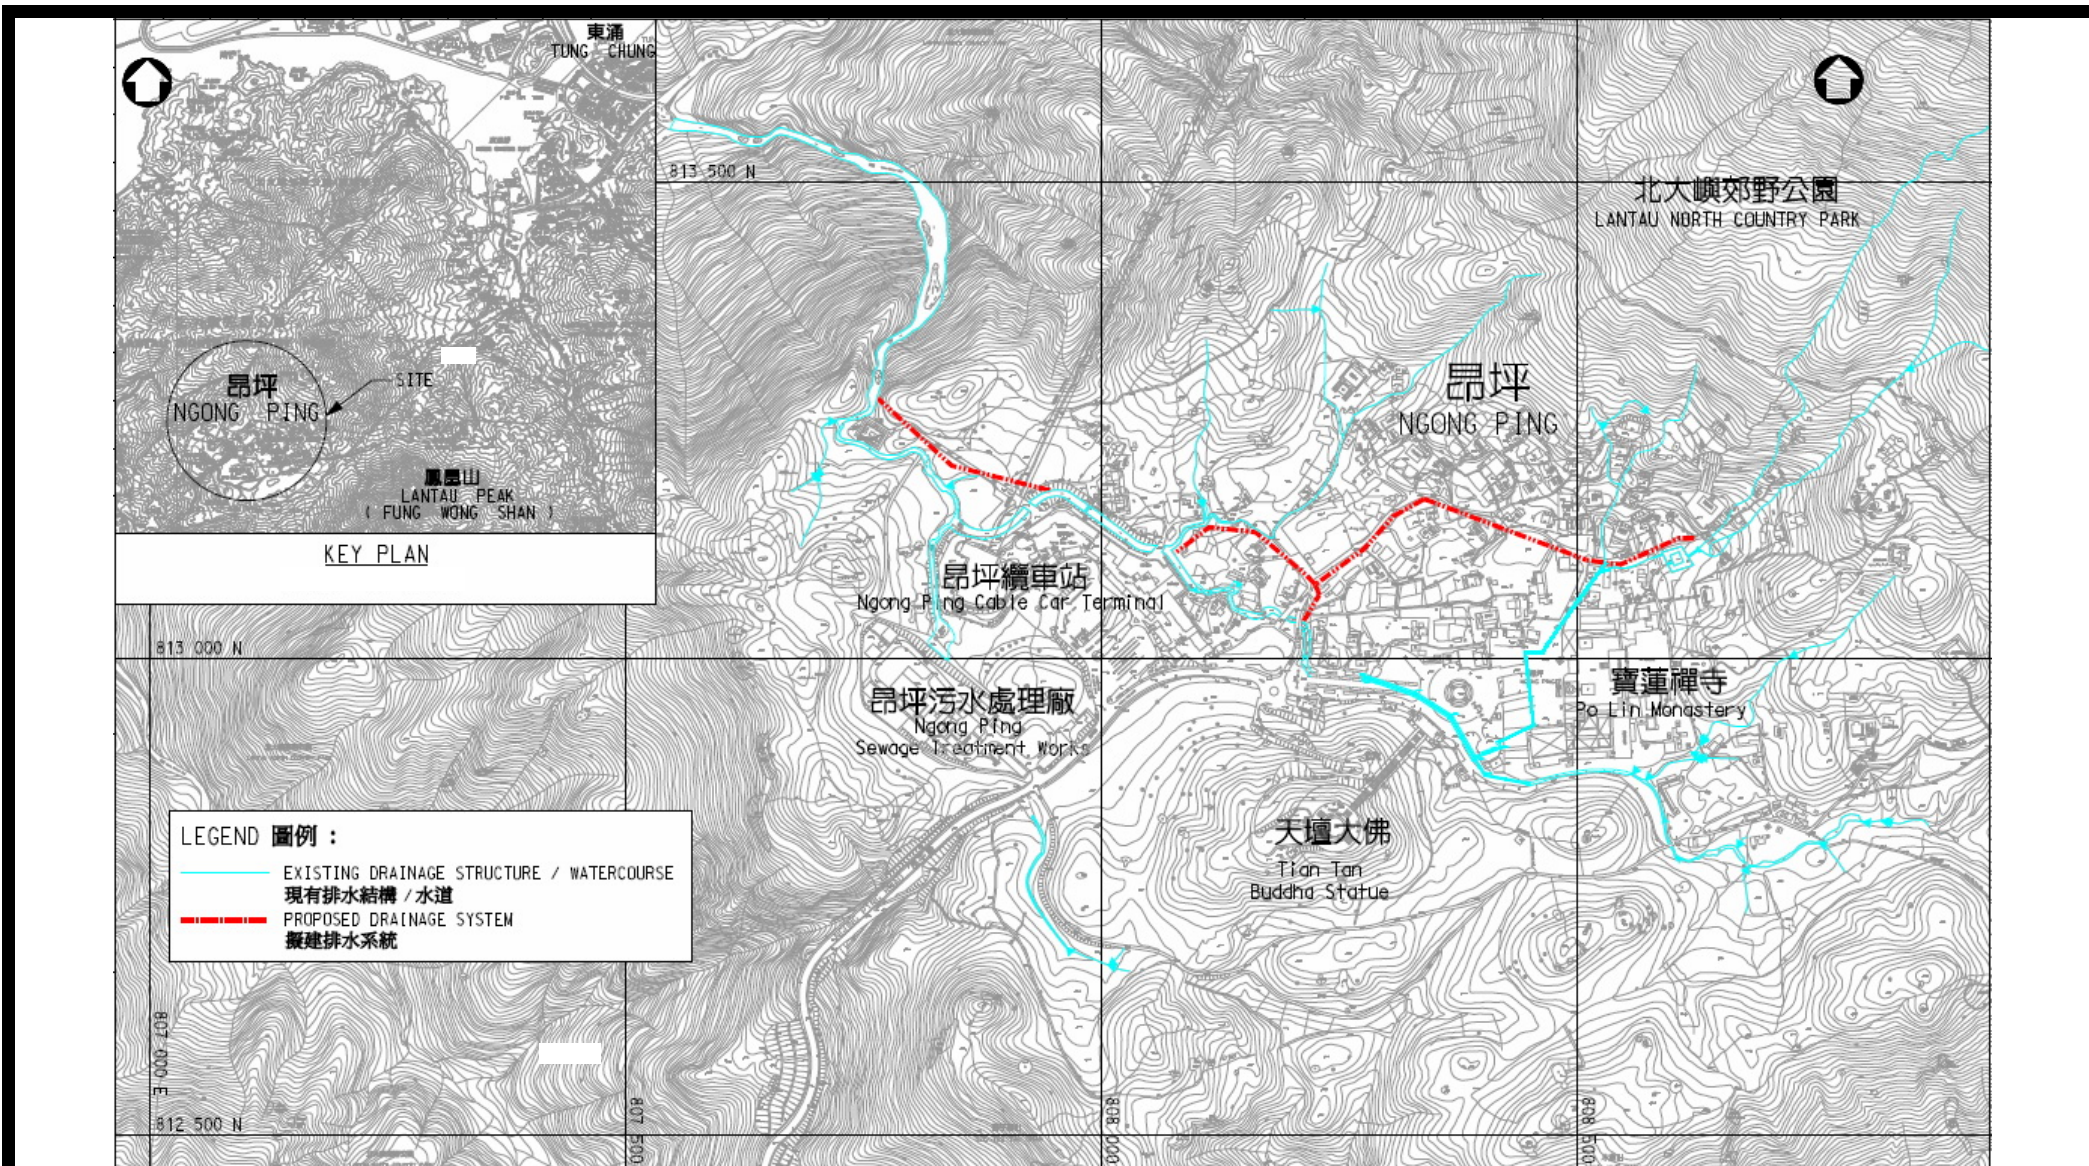 東涌
TUNG CHUNG
昂坪
NGONG PING
SITE
鳳凰山
LANTAU PEAK
( FUNG WONG SHAN )
KEY PLAN
813 500 N
北大嶼郊野公園
LANTAU NORTH COUNTRY PARK
昂坪
NGONG PING
昂坪纜車站
Ngong Ping Cable Car Terminal
813 000 N
昂坪污水處理廠
Ngong Ping
Sewage Treatment Works
寶蓮禪寺
Po Lin Monastery
天壇大佛
Tian Tan
Buddha Statue
LEGEND 圖例 :
EXISTING DRAINAGE STRUCTURE / WATERCOURSE
現有排水結構 / 水道
PROPOSED DRAINAGE SYSTEM
擬建排水系統
807 000 E
812 500 N
807 500
808 000
808 500